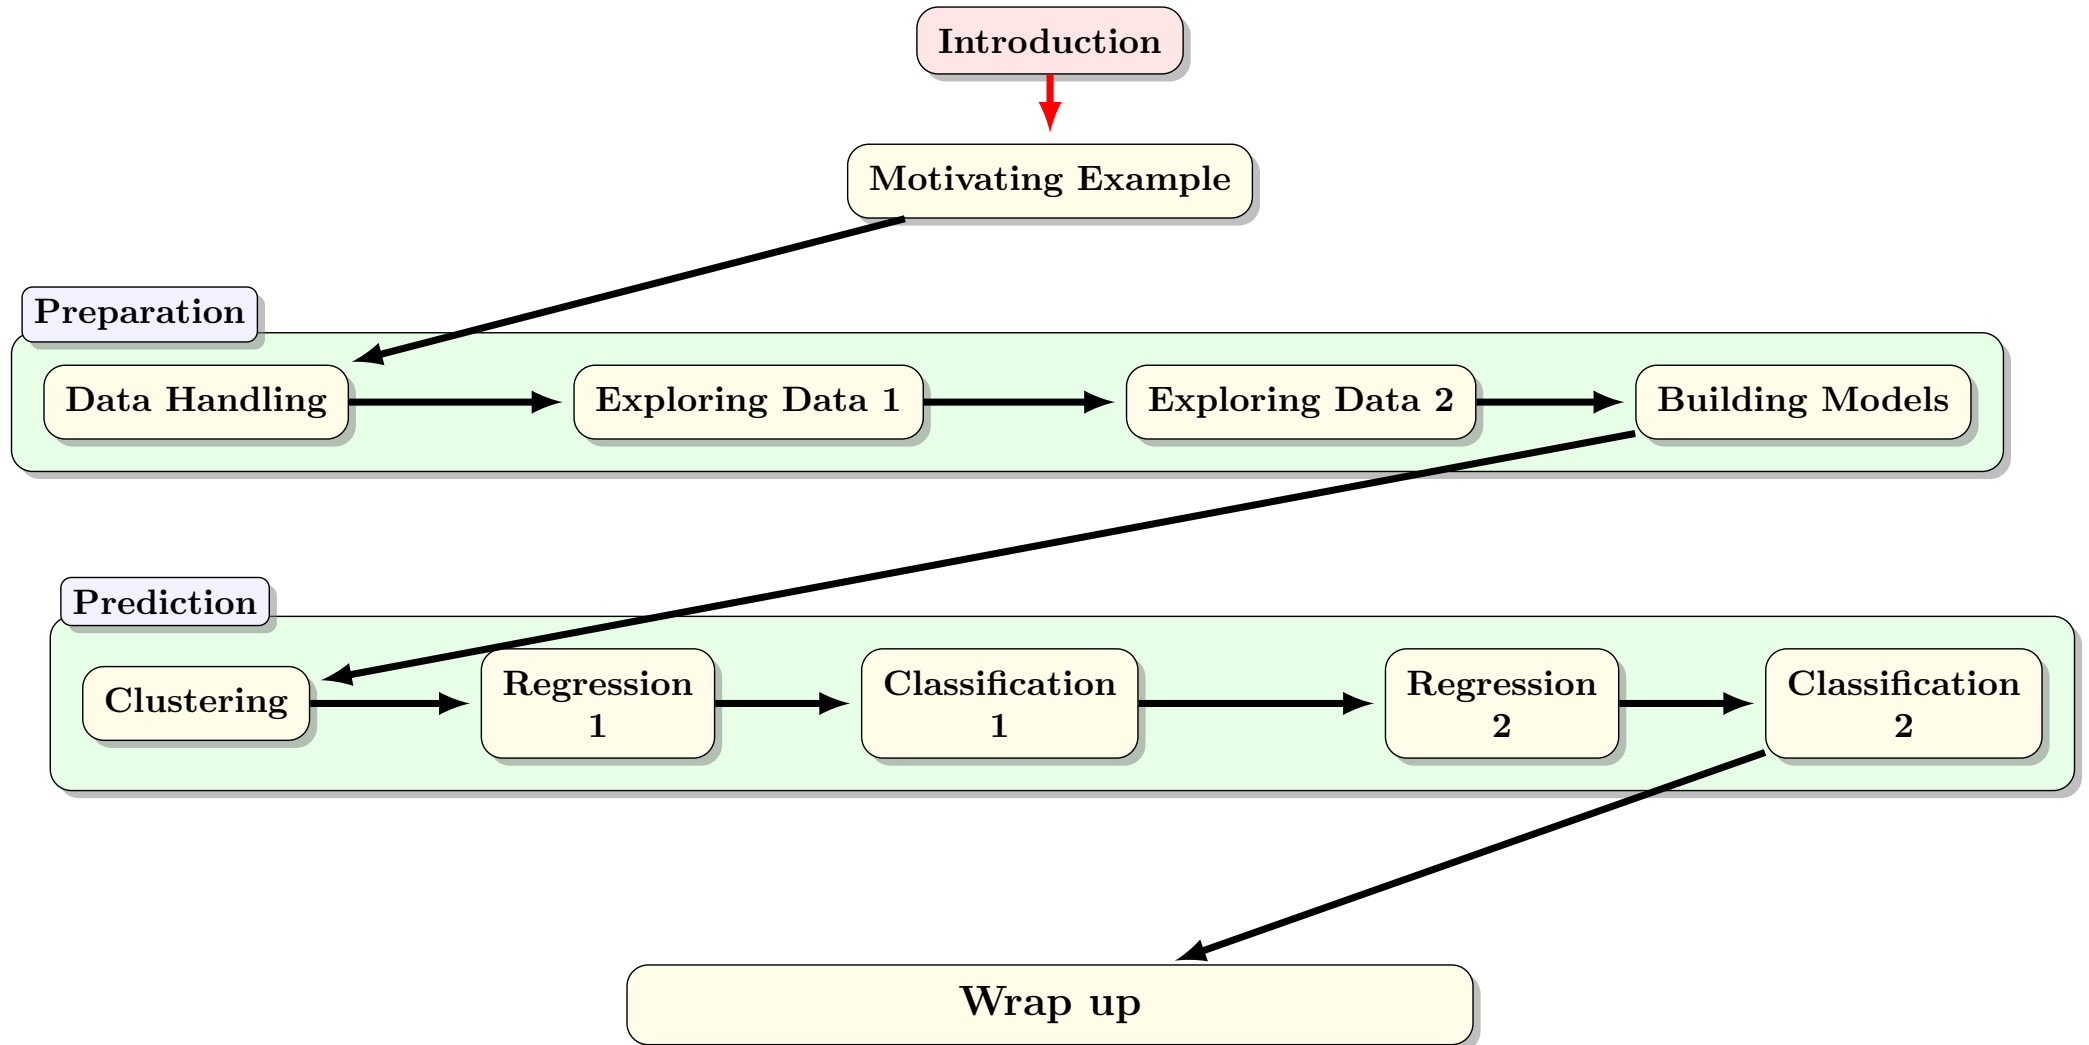 Introduction
Motivating Example
Preparation
Data Handling
Exploring Data 1
Exploring Data 2
Building Models
Prediction
Clustering
Regression
1
Classification
1
Regression
2
Classification
2
Wrap up